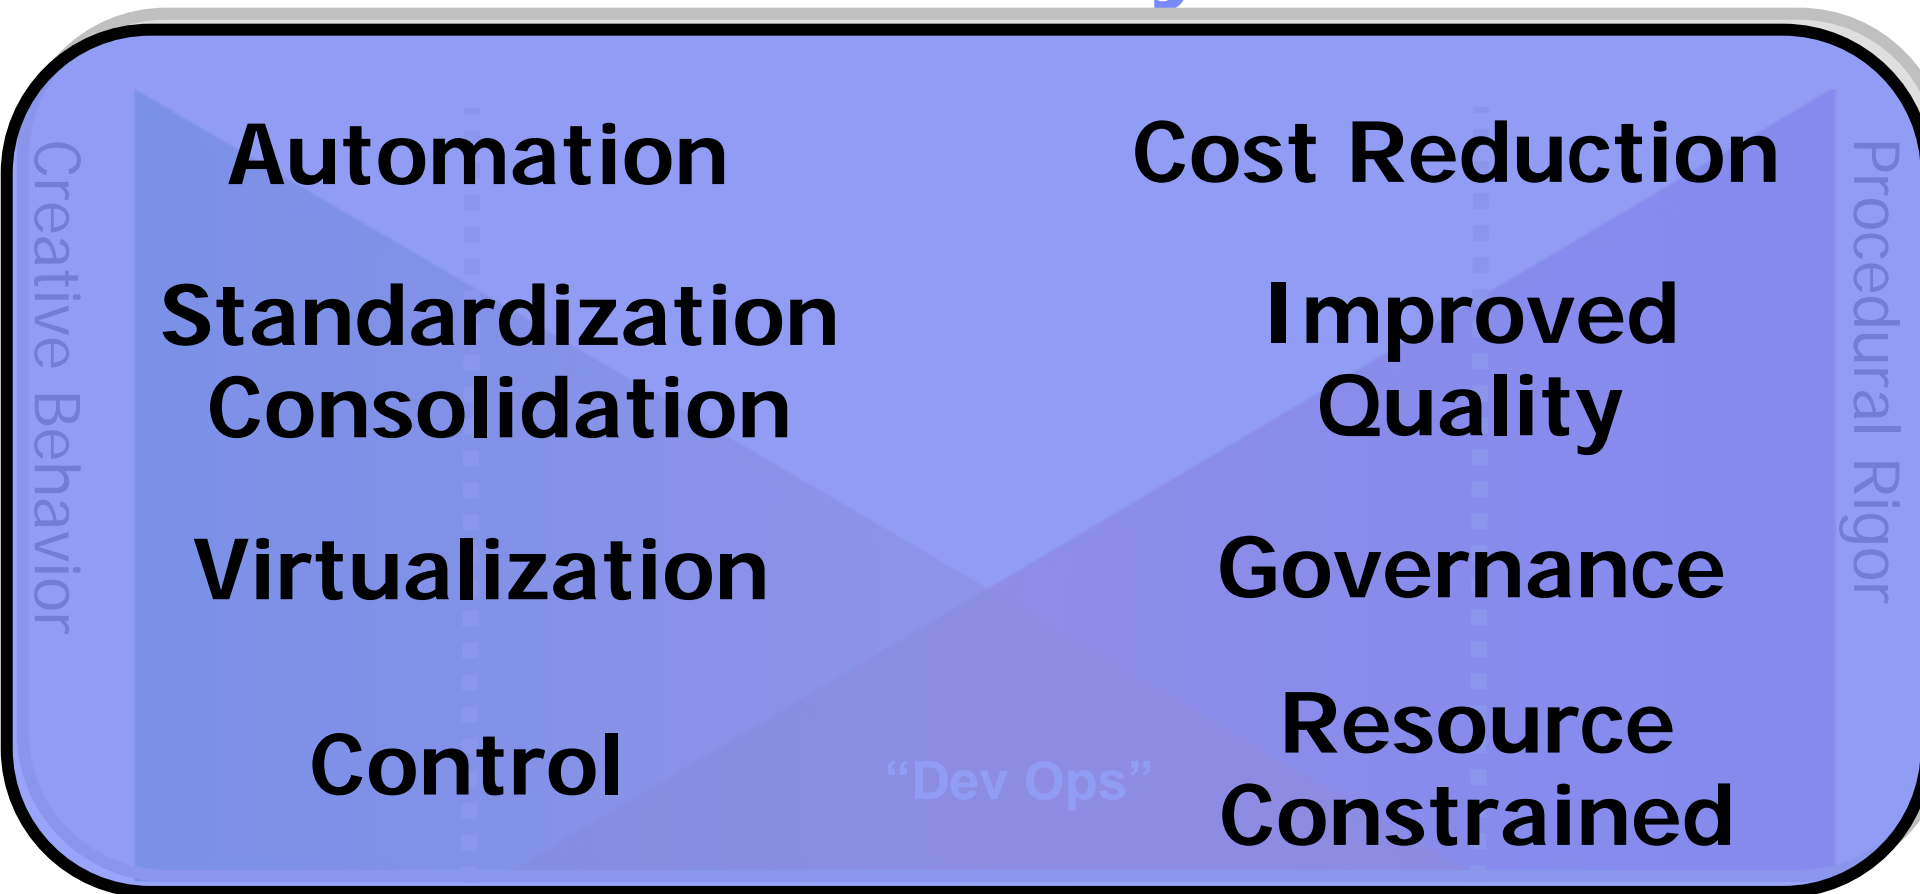 Creative Behavior
Automation
Standardization
Consolidation
Virtualization
Control
Cost Reduction
Improved
Quality
Governance
Resource
Constrained
“Dev Ops”
Procedural Rigor